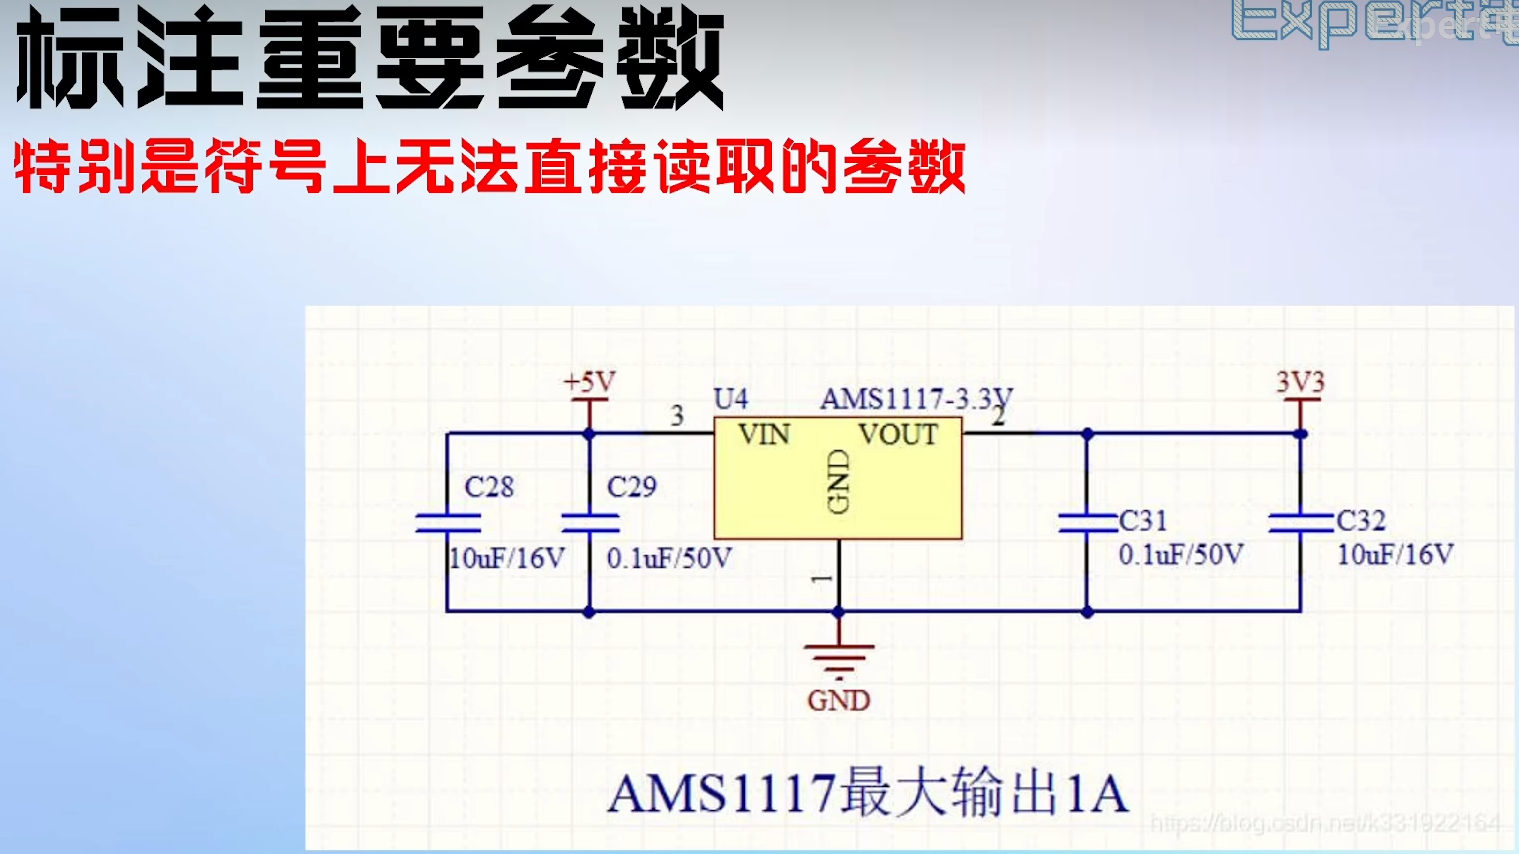 标注重要参数
Expert
Expert
特别是符号上无法直接读取的参数
+5V
3V3
U4
AMS1117-3.3V
3
2
VIN
VOUT
GND
C28
C29
C31
C32
10uF/16V
0.1uF/50V
0.1uF/50V
10uF/16V
1
GND
AMS1117最大输出1A
https://blog.csdn.net/k331922164